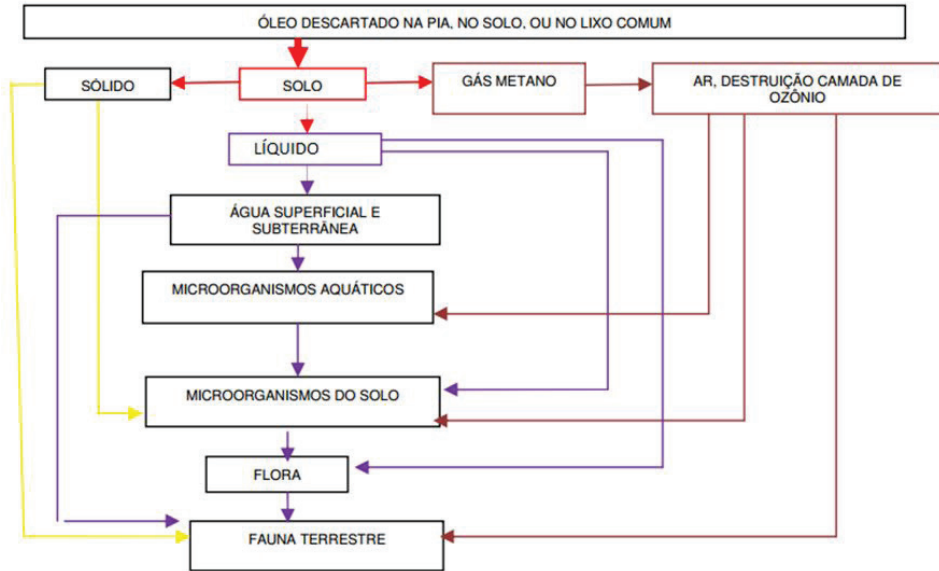 ÓLEO DESCARTADO NA PIA, NO SOLO, OU NO LIXO COMUM
SÓLIDO
SOLO
GÁS METANO
AR, DESTRUIÇÃO CAMADA DE
OZÔNIO
LÍQUIDO
ÁGUA SUPERFICIAL E
SUBTERRÂNEA
MICROORGANISMOS AQUÁTICOS
MICROORGANISMOS DO SOLO
FLORA
FAUNA TERRESTRE